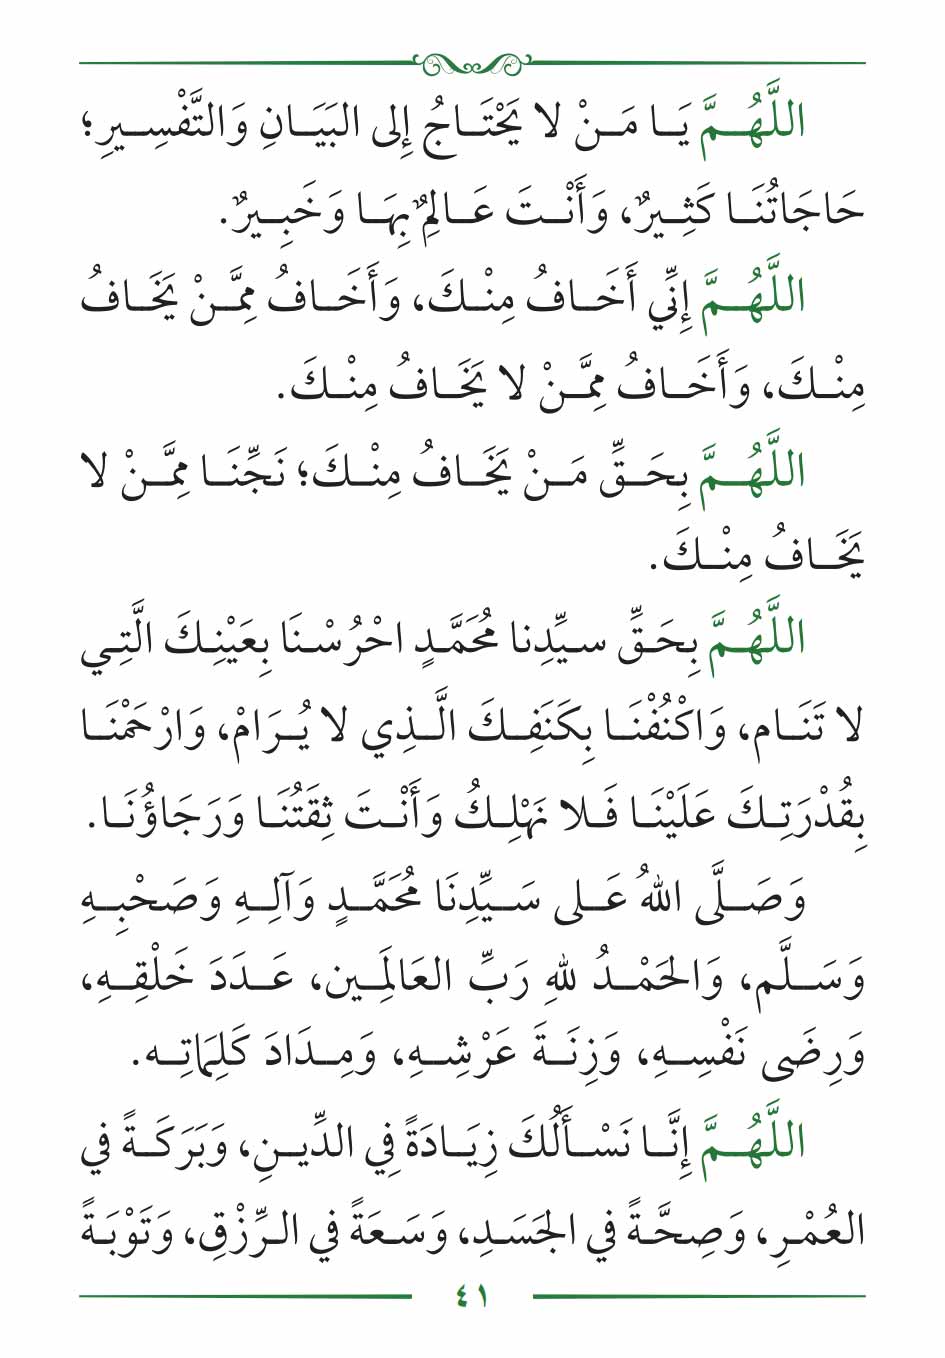 اللَّهُمَّ يَا مَنْ لا يَحْتَاجُ إلى البَيَانِ وَالتَّفْسِيرِ؛
حَاجَاتُنَا كَثِيرٌ، وَأَنْتَ عَالِمٌ بِهَا وَخَبِيرٌ.
اللَّهُمَّ إنِّي أَخَافُ مِنْكَ، وَأَخَافُ مِمَّنْ يَخَافُ
مِنْكَ، وَأَخَافُ مِمَّنْ لا يَخَافُ مِنْكَ.
اللَّهُمَّ بِحَقِّ مَنْ يَخَافُ مِنْكَ؛ نَجِّنَا مِمَّنْ لا
يَخَافُ مِنْكَ.
اللَّهُمَّ بِحَقِّ سيِّدِنا مُحَمَّدٍ احْرُسْنَا بِعَيْنِكَ الَّتِي
لا تَنَام، وَاكْنُفْنَا بِكَنَفِكَ الَّذِي لا يُرَامْ، وَارْحَمْنَا
بِقُدْرَتِكَ عَلَيْنَا فَلا نَهْلِكُ وَأَنْتَ ثِقَتُنَا وَرَجَاؤُنَا.
وَصَلَّى اللهُ عَلى سَيِّدِنَا مُحَمَّدٍ وَآلِهِ وَصَحْبِهِ
وَسَلَّم، وَالحَمْدُ للهِ رَبِّ العَالَمِين، عَدَدَ خَلْقِهِ،
وَرِضَى نَفْسِهِ، وَزِنَةَ عَرْشِهِ، وَمِدَادَ كَلِمَاتِه.
اللَّهُمَّ إِنَّا نَسْأَلُكَ زِيَادَةً فِي الدِّينِ، وَبَرَكَةً في
العُمْرِ، وَصِحَّةً في الجَسَدِ، وَسَعَةً في الرِّزْقِ، وَتَوْبَةً
٤١